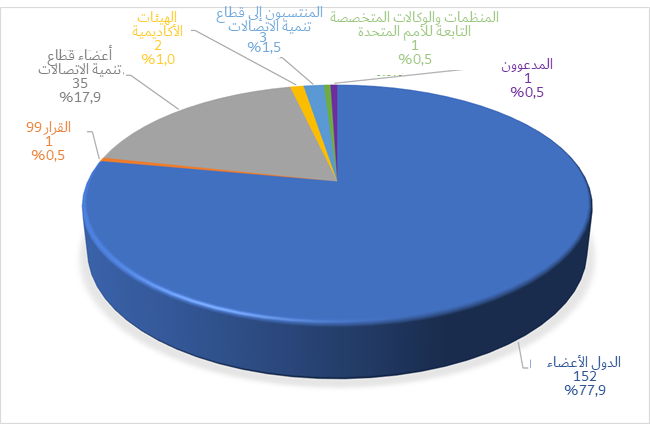 المنظمات والوكالات المتخصصة
التابعة للأمم المتحدة
1
%0,5
المدعوون
1
%0,5
المنتسبون إلى قطاع
تنمية الاتصالات
3
%1,5
الهيئات
الأكاديمية
2
%1,0
أعضاء قطاع
تنمية الاتصالات
35
%17,9
القرار 99
1
%0,5
الدول الأعضاء
152
%77,9